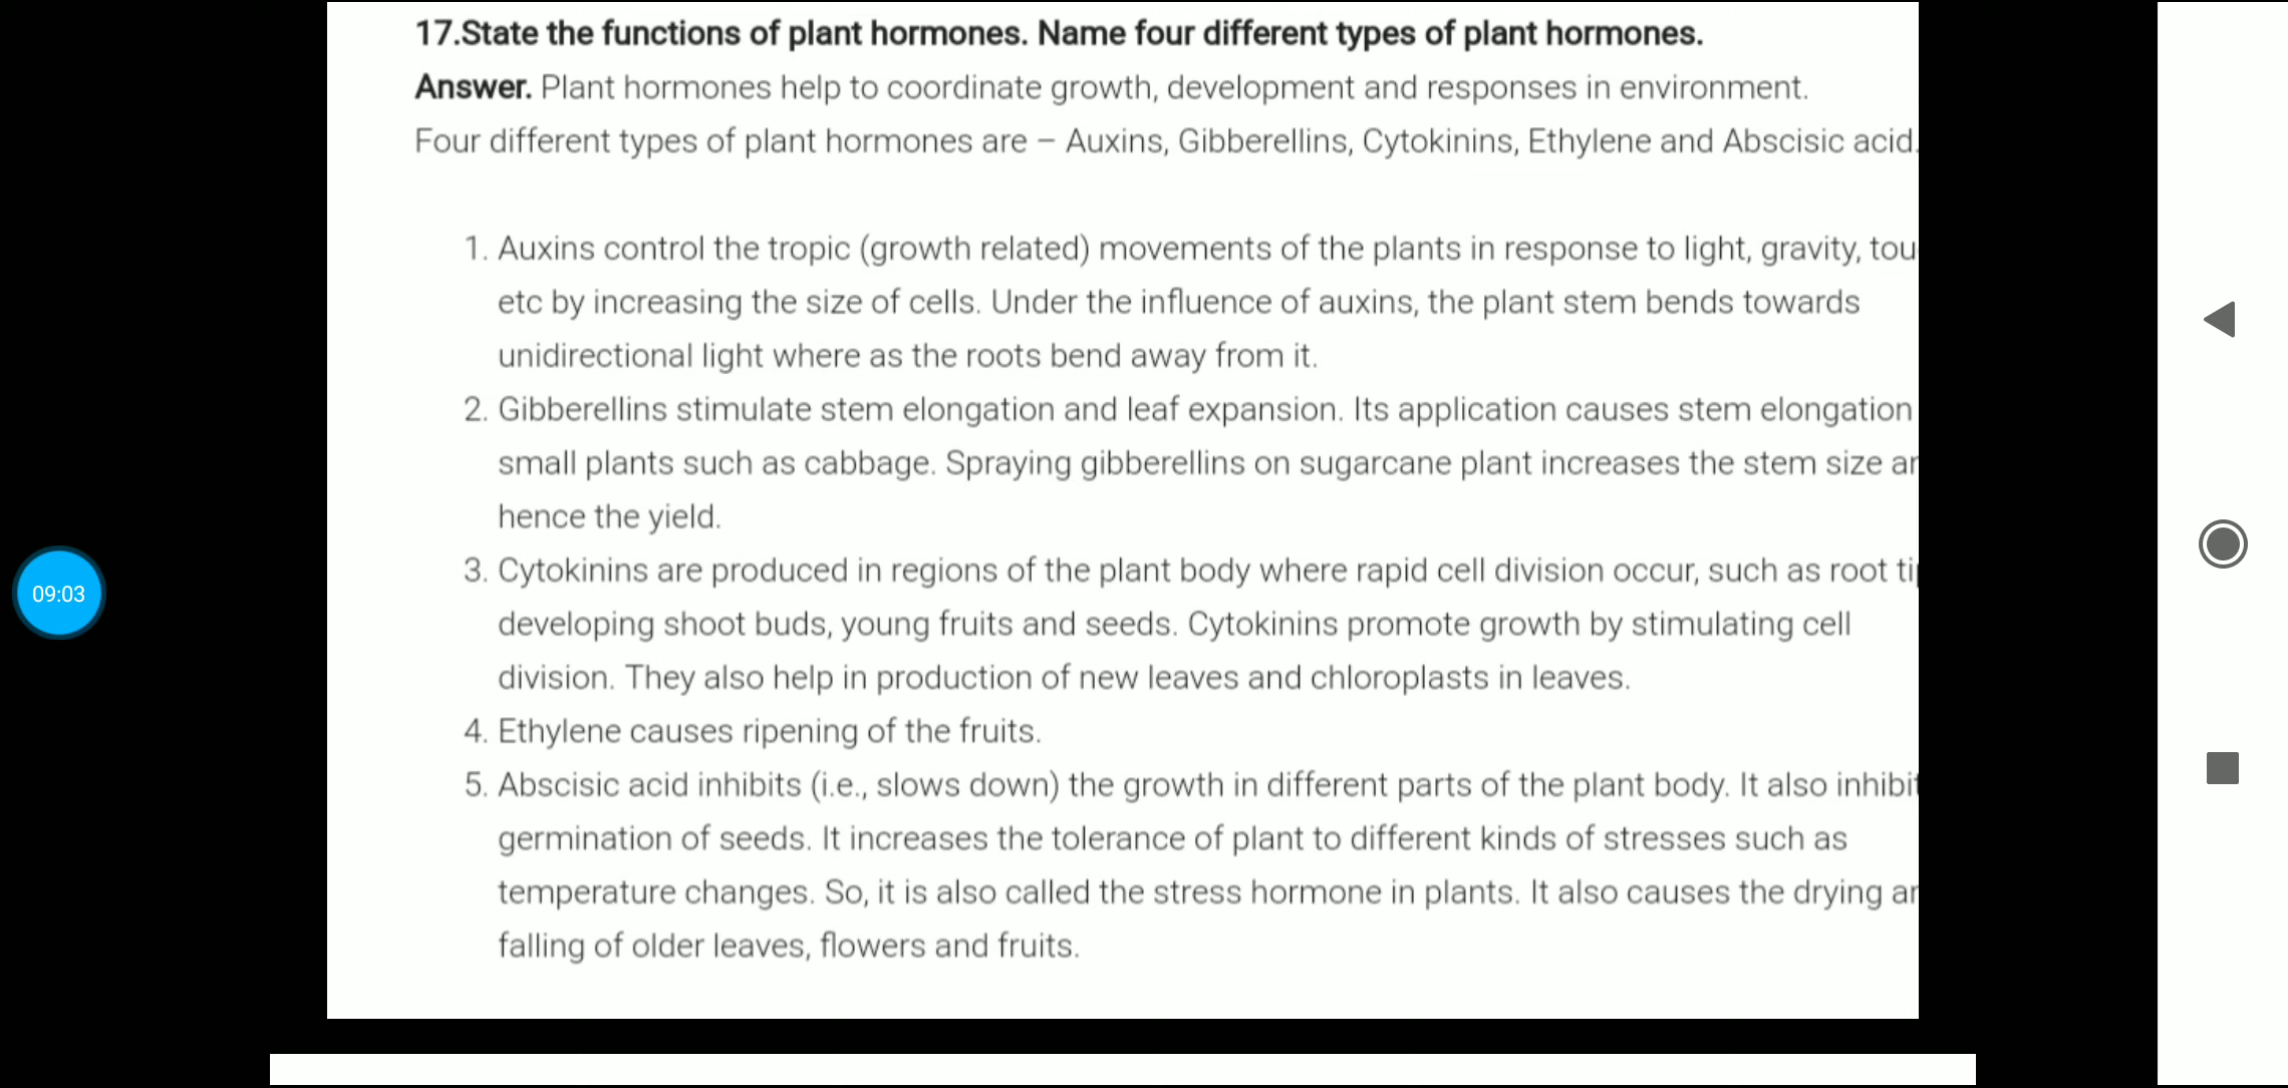 17.State the functions of plant hormones. Name four different types of plant hormones.
Answer. Plant hormones help to coordinate growth, development and responses in environment.
Four different types of plant hormones are – Auxins, Gibberellins, Cytokinins, Ethylene and Abscisic acid.
1. Auxins control the tropic (growth related) movements of the plants in response to light, gravity, tou
etc by increasing the size of cells. Under the influence of auxins, the plant stem bends towards
unidirectional light where as the roots bend away from it.
2. Gibberellins stimulate stem elongation and leaf expansion. Its application causes stem elongation
small plants such as cabbage. Spraying gibberellins on sugarcane plant increases the stem size
hence the yield.
3. Cytokinins are produced in regions of the plant body where rapid cell division occur, such as root
developing shoot buds, young fruits and seeds. Cytokinins promote growth by stimulating cell
division. They also help in production of new leaves and chloroplasts in leaves.
09:03
4. Ethylene causes ripening of the fruits.
5. Abscisic acid inhibits (i.e., slows down) the growth in different parts of the plant body. It also
germination of seeds. It increases the tolerance of plant to different kinds of stresses such as
temperature changes. So, it is also called the stress hormone in plants. It also causes the drying
falling of older leaves, flowers and fruits.